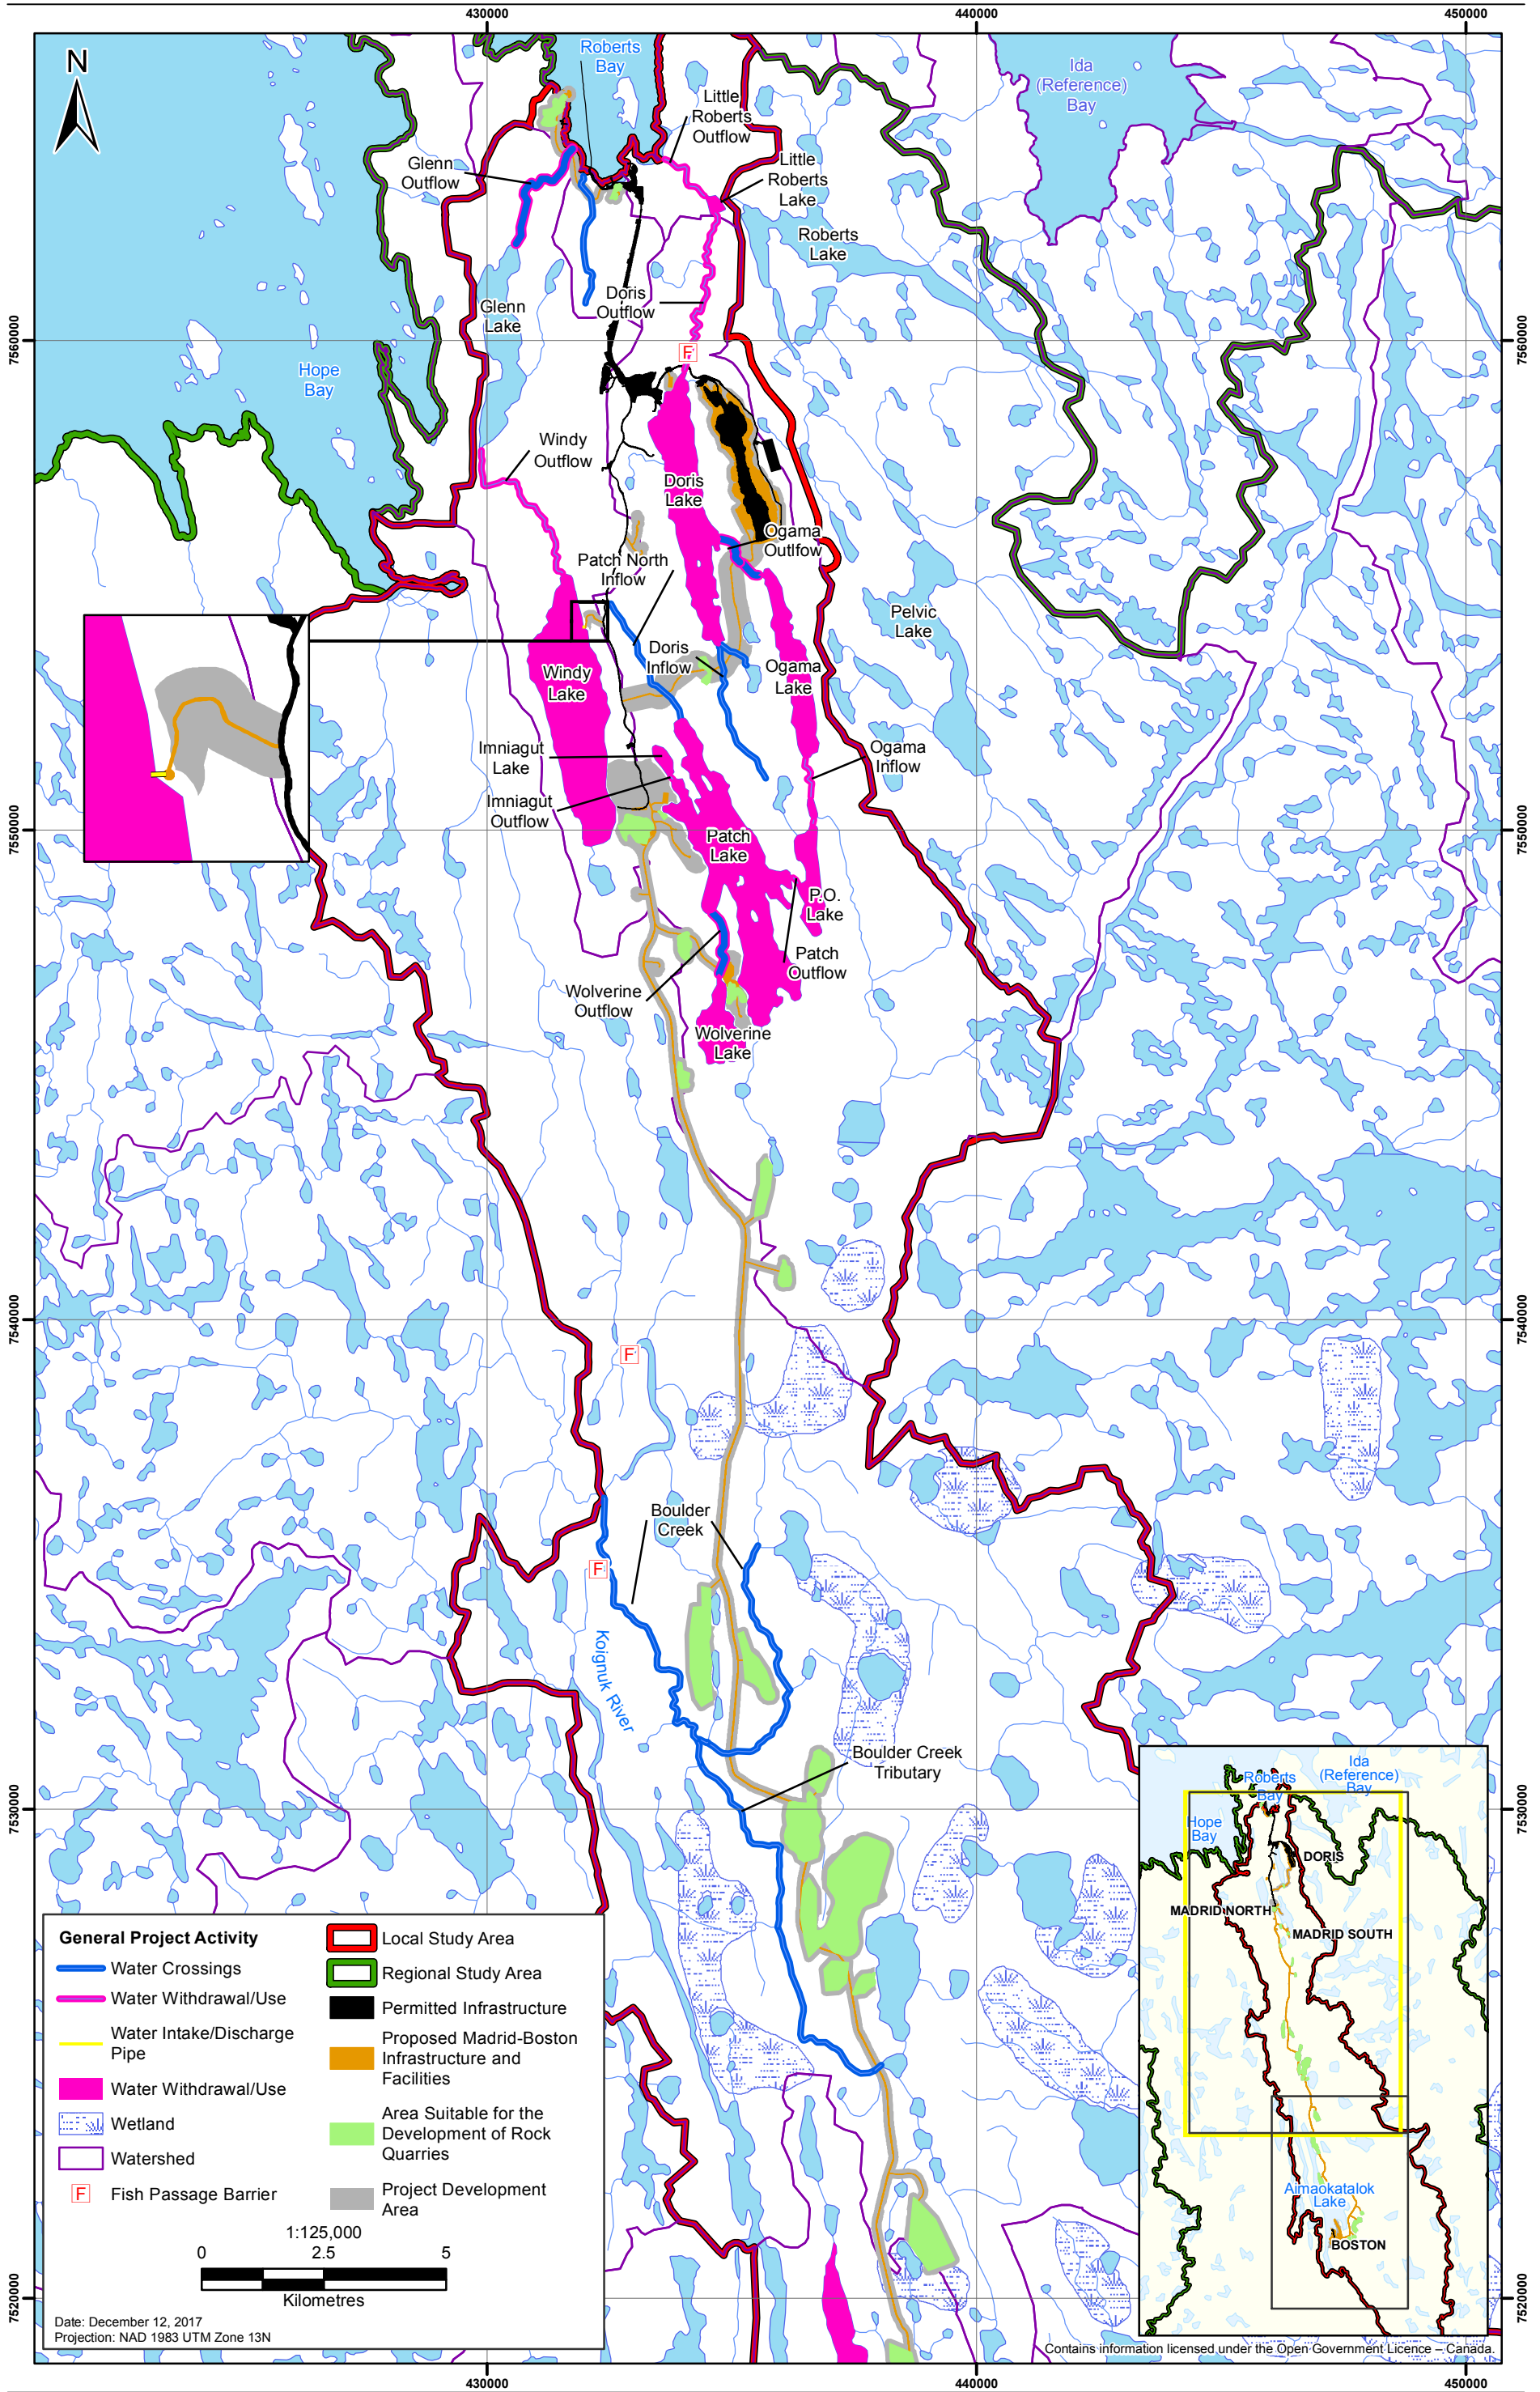 430000
440000
450000
N
Roberts
Bay
Ida
(Reference)
Bay
Little
Roberts
Outflow
Glenn
Outflow
Little
Roberts
Lake
Roberts
Lake
Doris
Outflow
Glenn
Lake
7560000
7560000
F
Hope
Bay
Windy
Outflow
Doris
Lake
Ogama
Outlfow
Patch North
Inflow
Pelvic
Lake
Doris
Inflow
Ogama
Lake
Windy
Lake
Imniagut
Lake
Ogama
Inflow
Imniagut
Outflow
7550000
7550000
Patch
Lake
P.O.
Lake
Patch
Outflow
Wolverine
Outflow
Wolverine
Lake
7540000
7540000
F
Boulder
Creek
F
Koignuk River
Boulder Creek
Tributary
7530000
7530000
General Project Activity
Water Crossings
Water Withdrawal/Use
Water Intake/Discharge
Pipe
Water Withdrawal/Use
Wetland
Watershed
F
Fish Passage Barrier
Local Study Area
Regional Study Area
Permitted Infrastructure
Proposed Madrid-Boston
Infrastructure and
Facilities
Area Suitable for the
Development of Rock
Quarries
Project Development
Area
1:125,000
0
2.5
5
Kilometres
Date: December 12, 2017
Projection: NAD 1983 UTM Zone 13N
Roberts
Bay
Ida
(Reference)
Bay
Hope
Bay
DORIS
MADRID NORTH
MADRID SOUTH
Aimaokatalok
Lake
BOSTON
7520000
7520000
Contains information licensed under the Open Government Licence – Canada.
430000
440000
450000